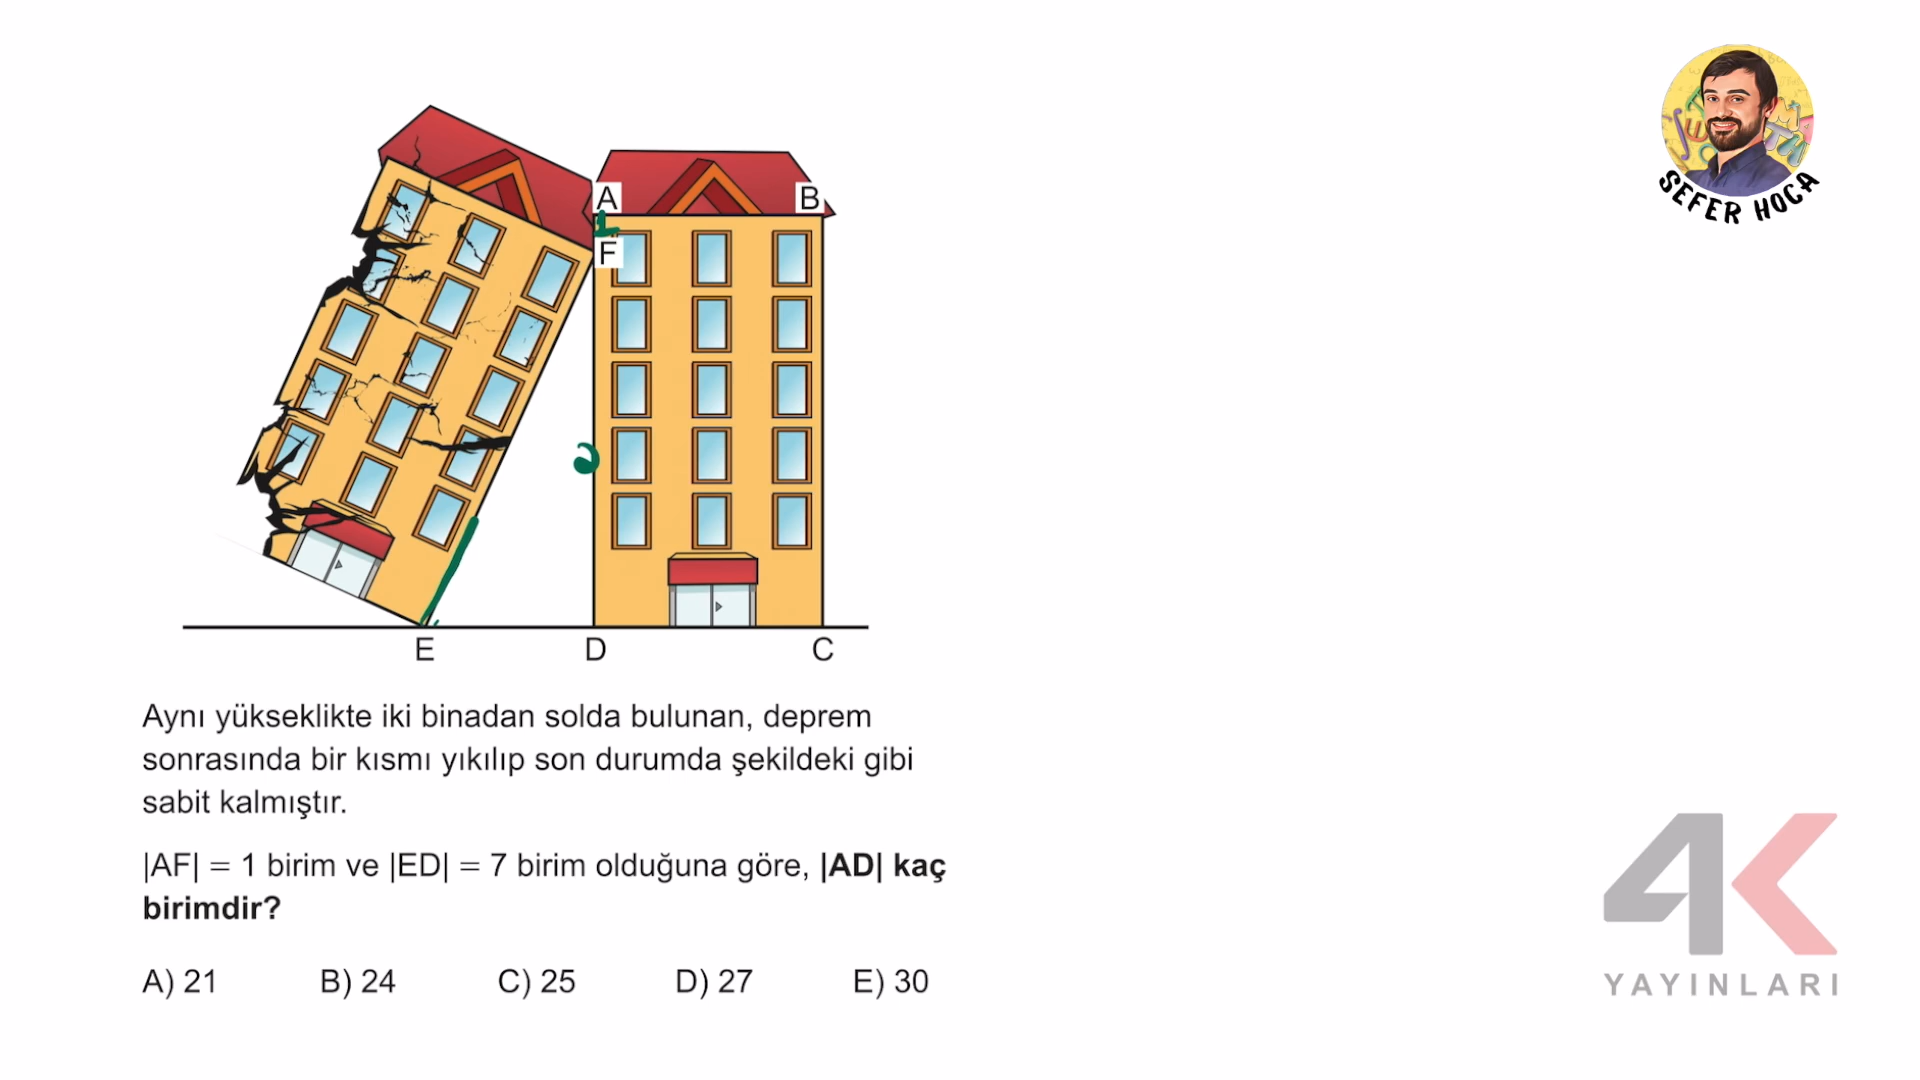 SEFER HOCA
A
B
1
F
a
E
D
C
Aynı yükseklikte iki binadan solda bulunan, deprem
sonrasında bir kısmı yıkılıp son durumda şekildeki gibi
sabit kalmıştır.
|AF| = 1 birim ve |ED| = 7 birim olduğuna göre, |AD| kaç
birimdir?
A) 21 B) 24 C) 25 D) 27 E) 30
4K
YAYINLARI